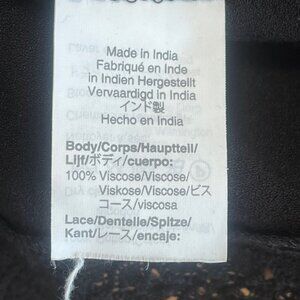 Made in India
Fabriqué en Inde
in Indien Hergestellt
Vervaardigd in India
インド製
Hecho en India
Body/Corps/Hauptteil/
Lijf/ボディ/cuerpo:
100% Viscose/Viscose/
Viskose/Viscose/ビス
コース/viscosa
Lace/Dentelle/Spitze/
Kant/レース/encaje: